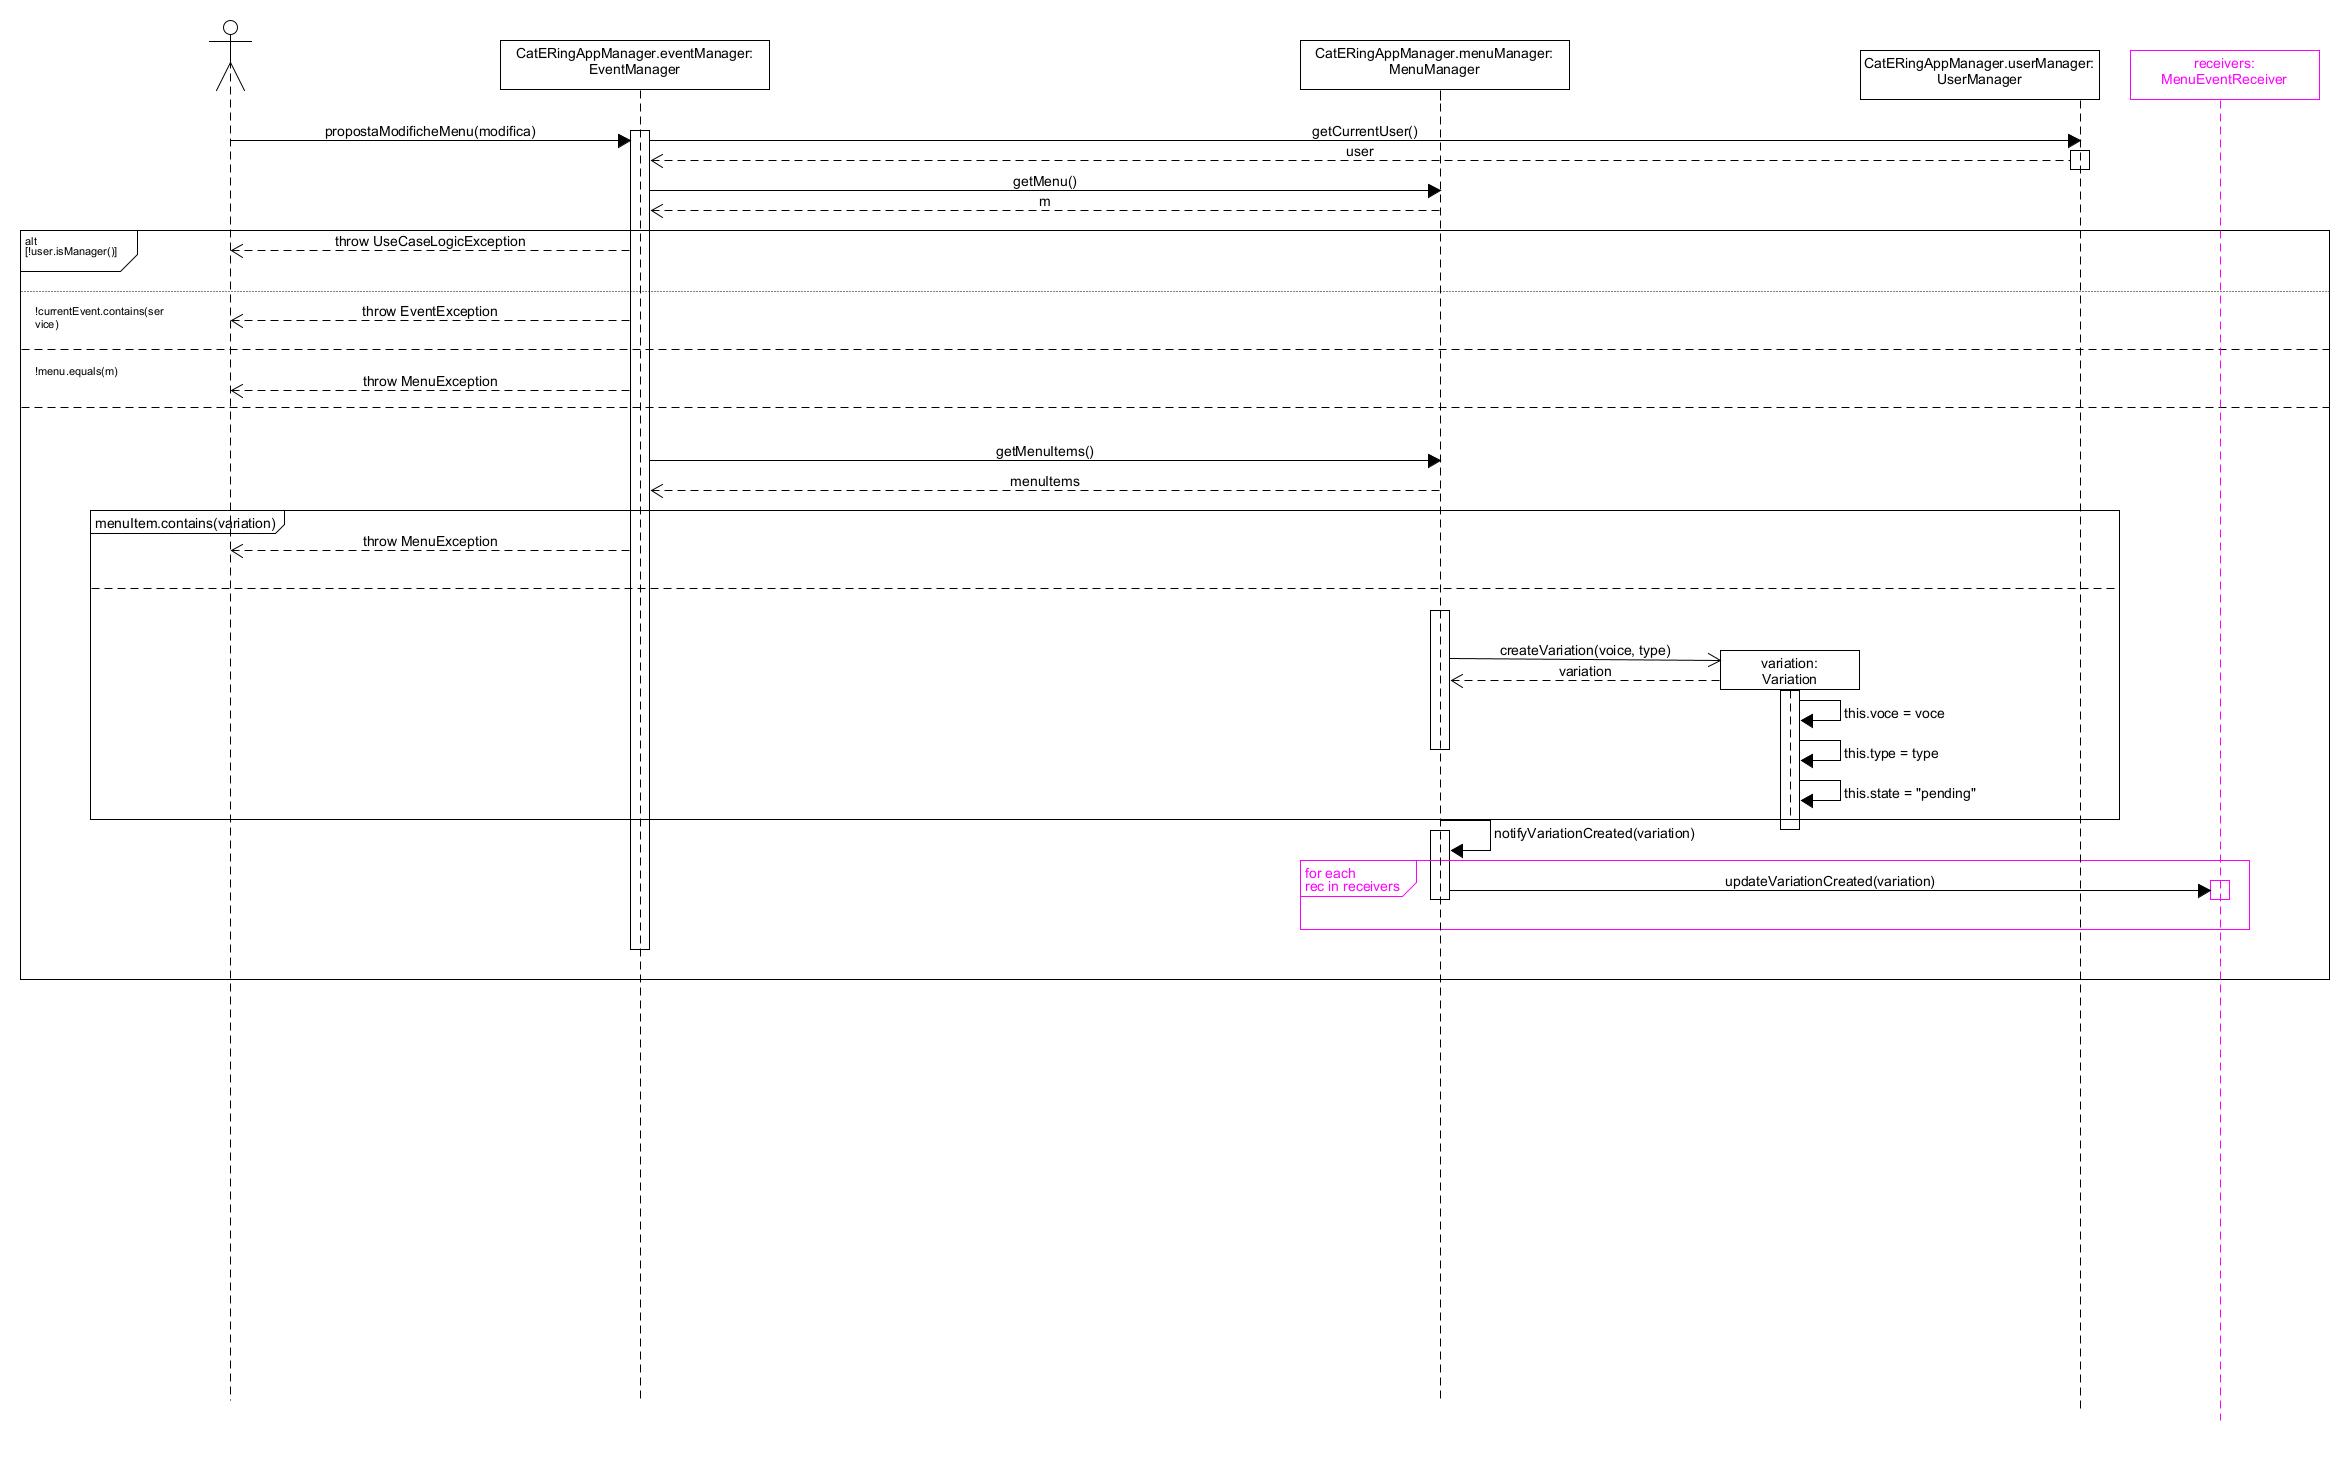 CatERingAppManager.eventManager:
EventManager
CatERingAppManager.menuManager:
MenuManager
CatERingAppManager.userManager:
UserManager
receivers:
MenuEventReceiver
propostaModificheMenu(modifica)
getCurrentUser()
user
getMenu()
m
alt
[!user.isManager()]
throw UseCaseLogicException
!currentEvent.contains(ser
vice)
throw EventException
!menu.equals(m)
throw MenuException
getMenuItems()
menuItems
menuItem.contains(variation)
throw MenuException
createVariation(voice, type)
variation
variation:
Variation
this.voce = voce
this.type = type
this.state = "pending"
notifyVariationCreated(variation)
for each
rec in receivers
updateVariationCreated(variation)